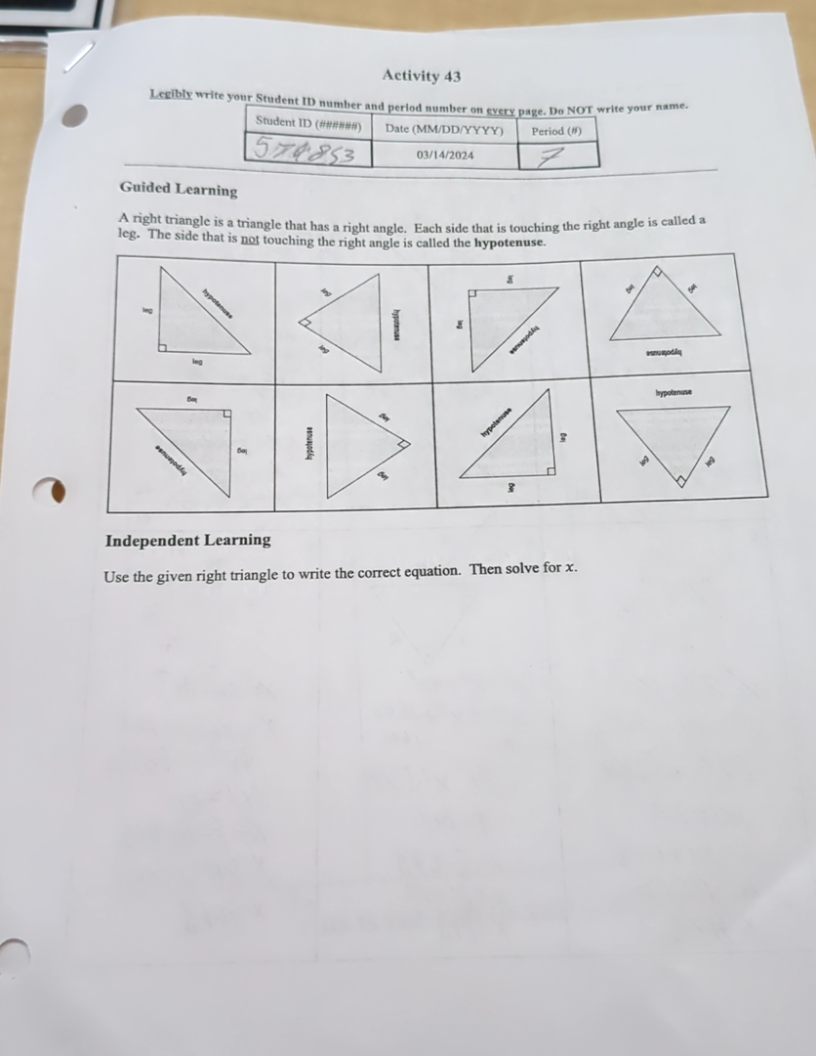 Activity 43
Legibly write your Student ID number and period number on every page. Do NOT write your name.
Student ID (######) Date (MM/DD/YYYY) Period (#)
03/14/2024 7
Guided Learning
A right triangle is a triangle that has a right angle. Each side that is touching the right angle is called a
leg. The side that is not touching the right angle is called the hypotenuse.
leg hypotenuse leg
leg leg hypotenuse
leg leg hypotenuse
leg leg hypotenuse
leg leg hypotenuse
hypotenuse leg leg
hypotenuse leg leg
hypotenuse leg leg
Independent Learning
Use the given right triangle to write the correct equation. Then solve for x.